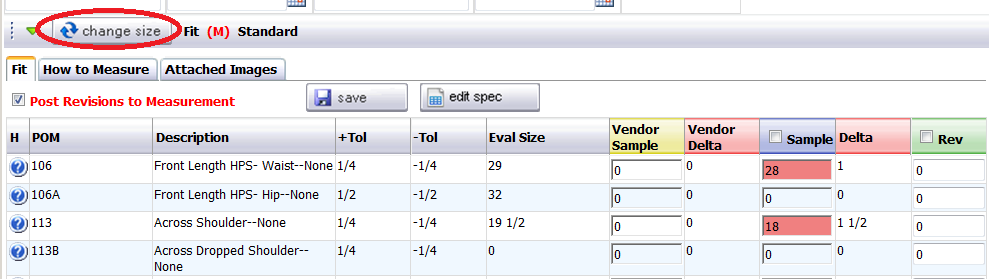 change size Fit (M) Standard
Fit How to Measure Attached Images
Post Revisions to Measurement save edit spec
H POM Description +Tol -Tol Eval Size Vendor Sample Vendor Delta Sample Delta Rev
106 Front Length HPS- Waist--None 1/4 -1/4 29 0 0 28 1 0
106A Front Length HPS- Hip--None 1/2 -1/2 32 0 0 0 0 0
113 Across Shoulder--None 1/4 -1/4 19 1/2 0 0 18 1 1/2 0
113B Across Dropped Shoulder-- 1/4 -1/4 0 0 0 0 0 0
None